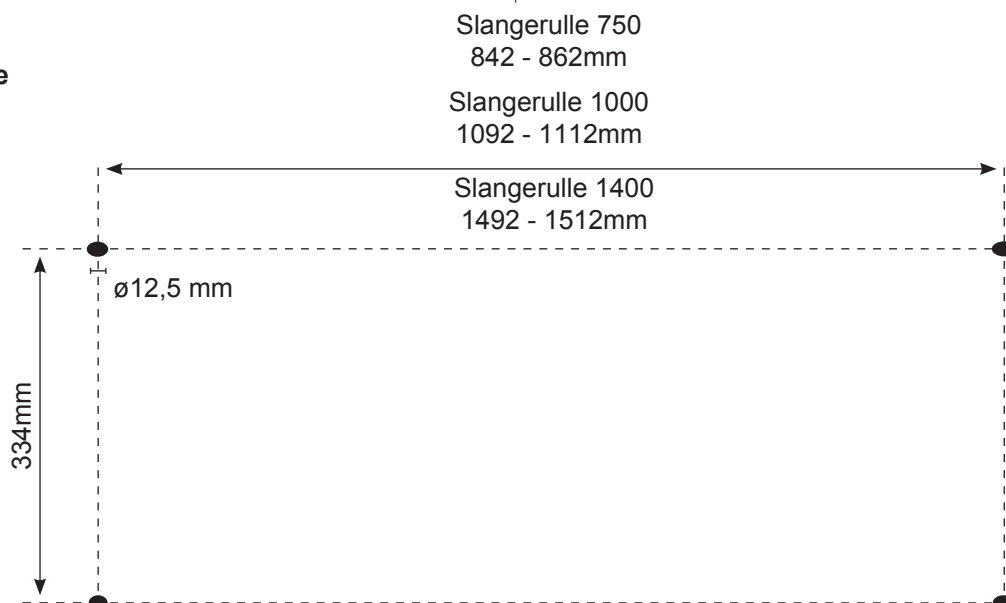 Slangerulle 750
842 - 862mm
e
Slangerulle 1000
1092 - 1112mm
Slangerulle 1400
1492 - 1512mm
ø12,5 mm
334mm